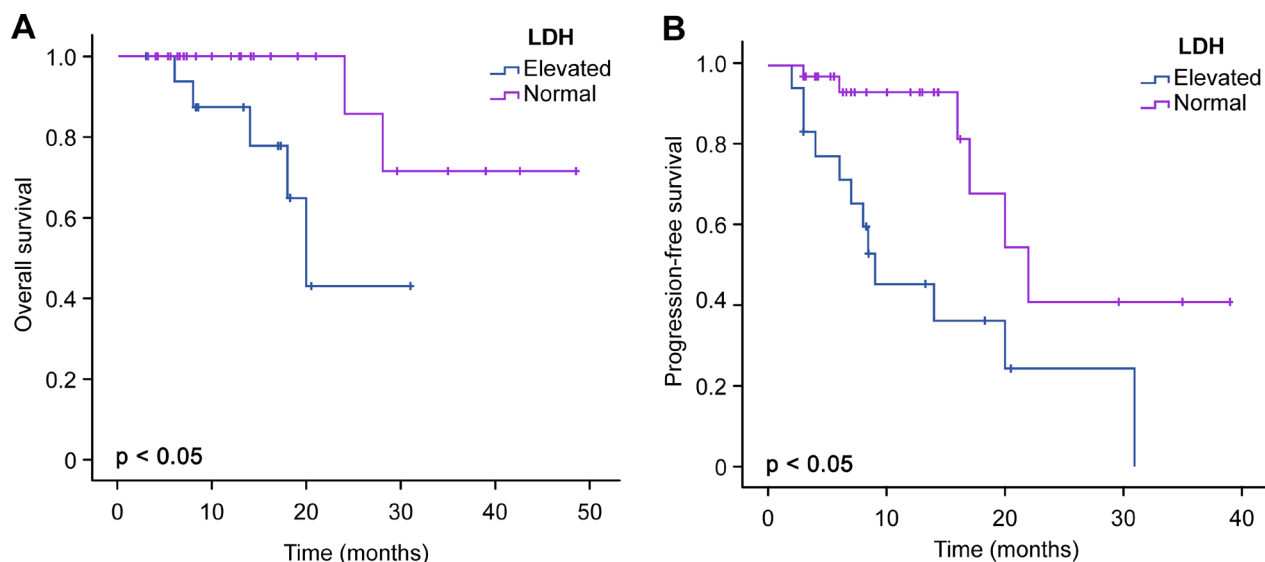 A
LDH
Elevated
Normal
Overall survival
1.0
0.8
0.6
0.4
0.2
0
p < 0.05
0 10 20 30 40 50
Time (months)
B
LDH
Elevated
Normal
Progression-free survival
1.0
0.8
0.6
0.4
0.2
0
p < 0.05
0 10 20 30 40
Time (months)